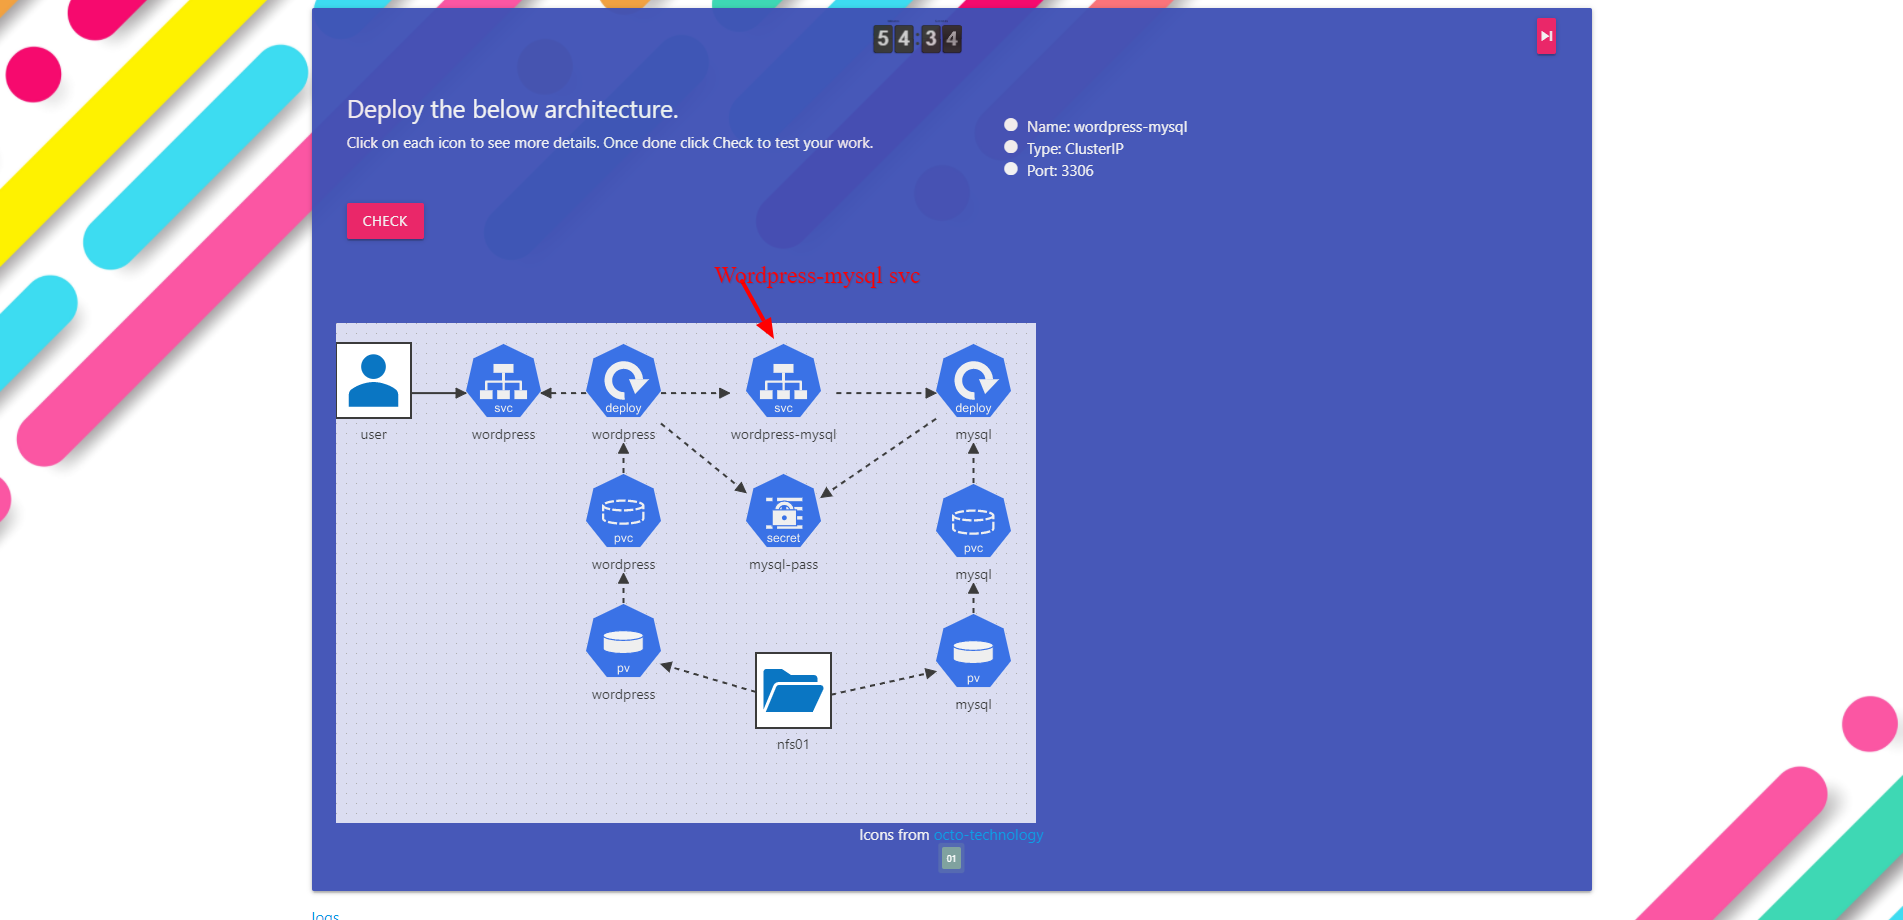 54:34
Deploy the below architecture.
Click on each icon to see more details. Once done click Check to test your work.
Name: wordpress-mysql
Type: ClusterIP
Port: 3306
CHECK
Wordpress-mysql svc
svc
deploy
svc
deploy
user
wordpress
wordpress
wordpress-mysql
mysql
pvc
secret
pvc
wordpress
mysql-pass
mysql
pv
pv
wordpress
mysql
nfs01
Icons from octo-technology
01
logs